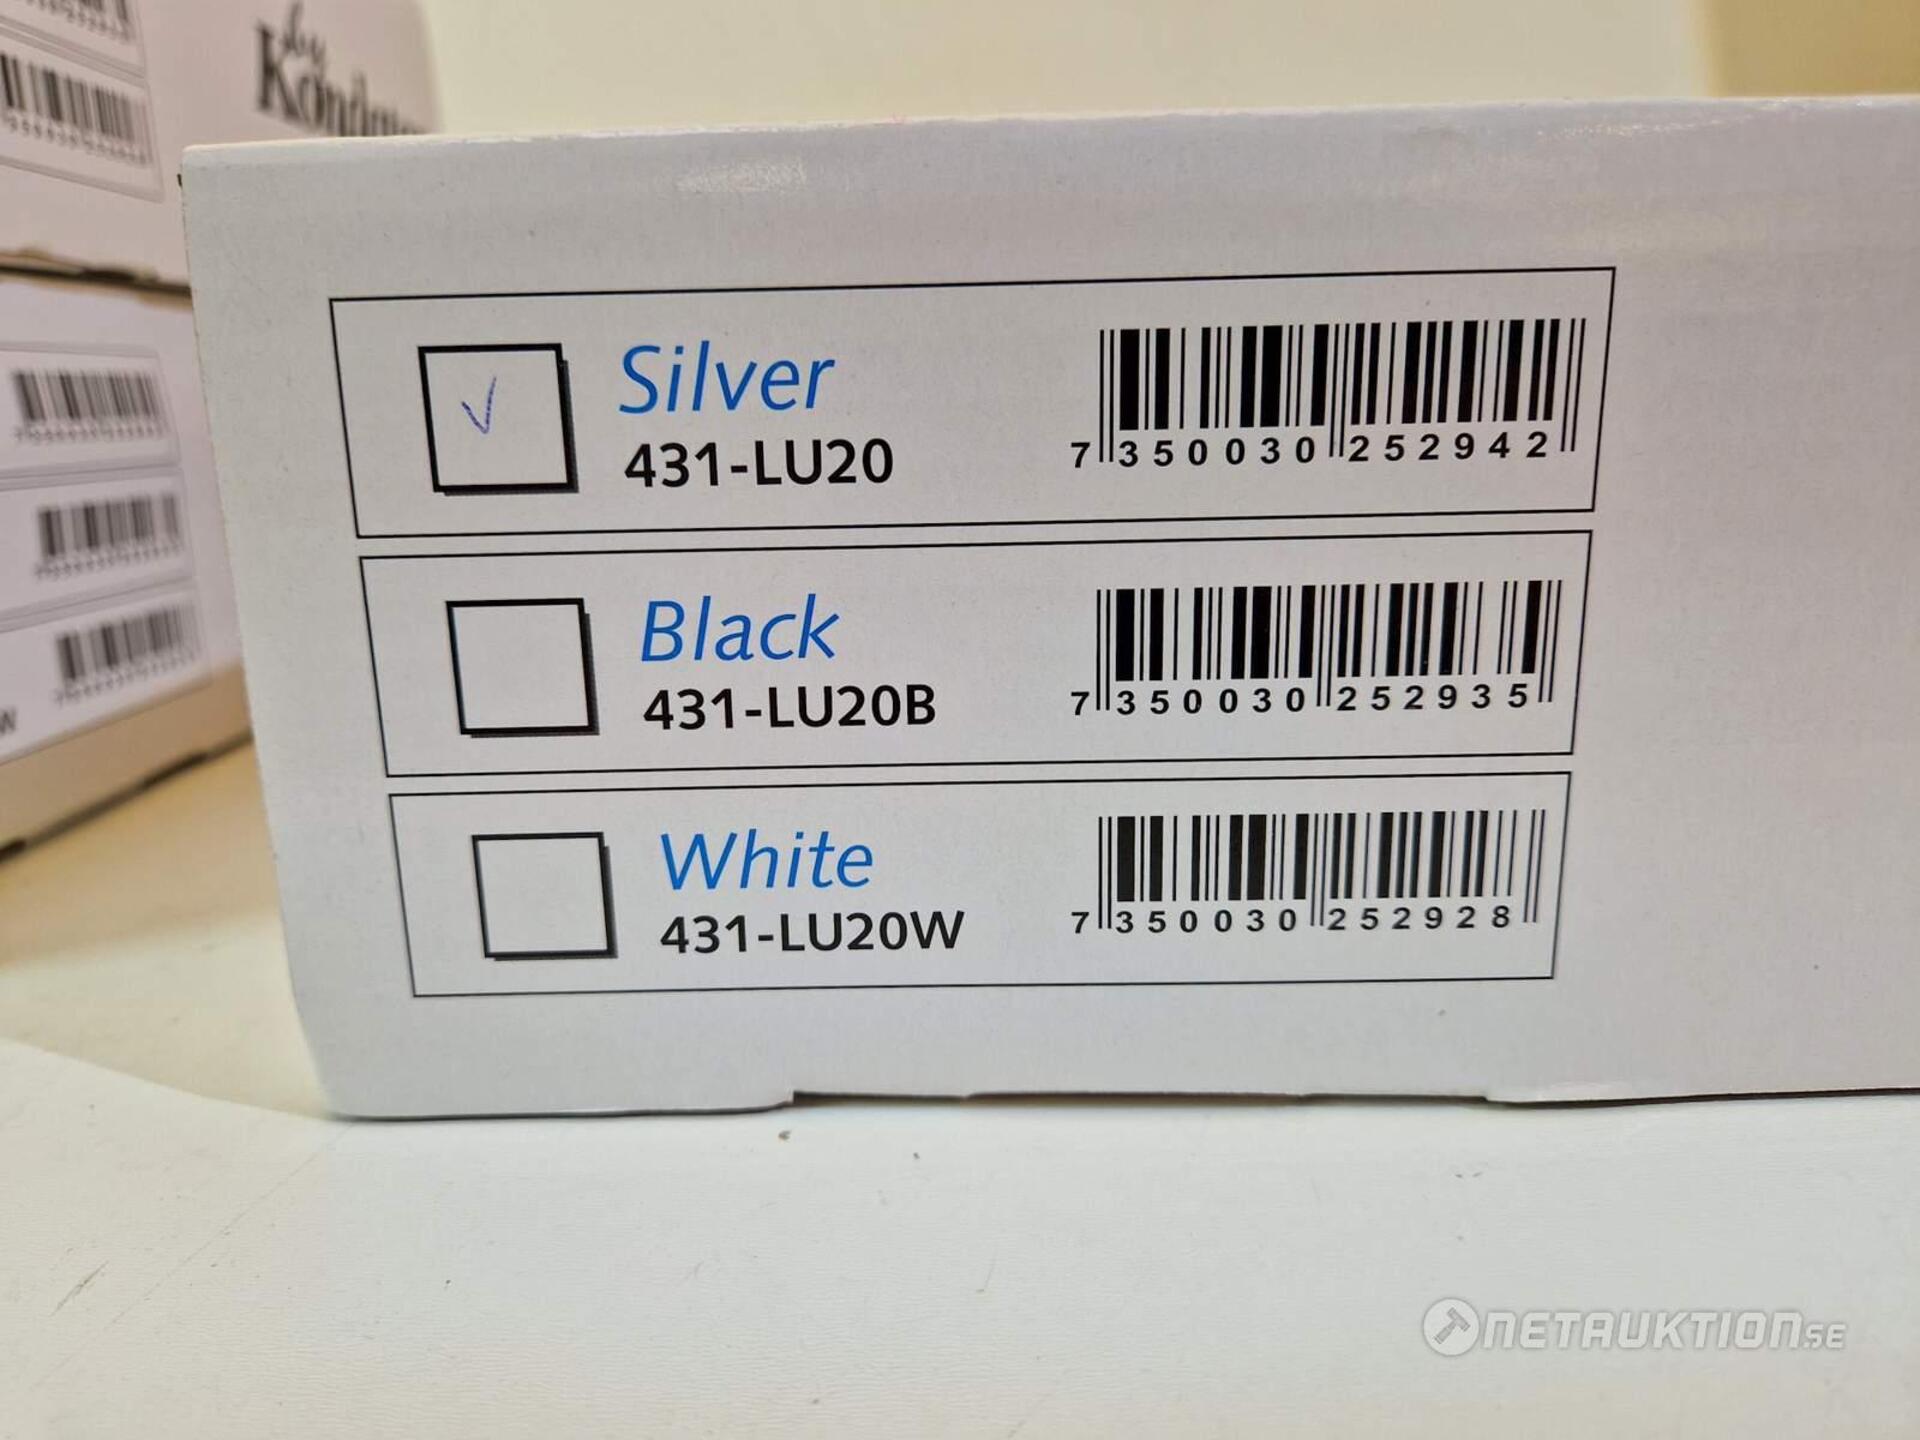 by
Silver
431-LU20
7 350030 252942
Black
431-LU20B
7 350030 252935
White
431-LU20W
7 350030 252928
NETAUKTION.SE